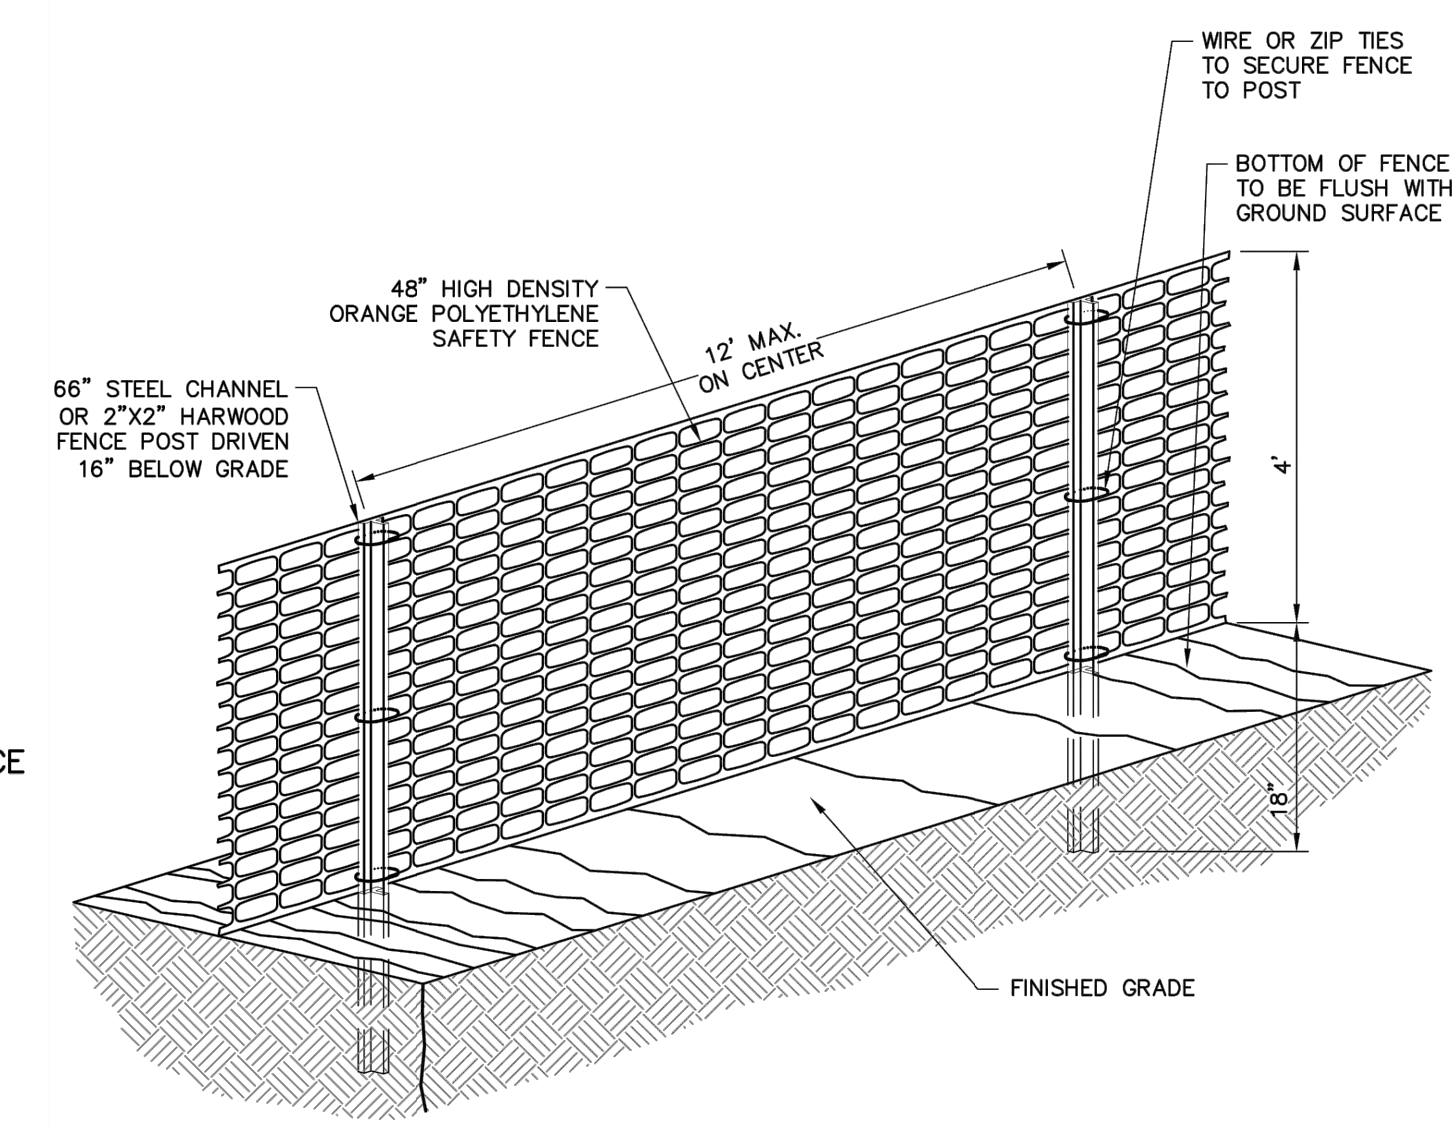 WIRE OR ZIP TIES
TO SECURE FENCE
TO POST
BOTTOM OF FENCE
TO BE FLUSH WITH
GROUND SURFACE
48" HIGH DENSITY
ORANGE POLYETHYLENE
SAFETY FENCE
12' MAX.
ON CENTER
66" STEEL CHANNEL
OR 2"X2" HARWOOD
FENCE POST DRIVEN
16" BELOW GRADE
4'
18"
CE
FINISHED GRADE